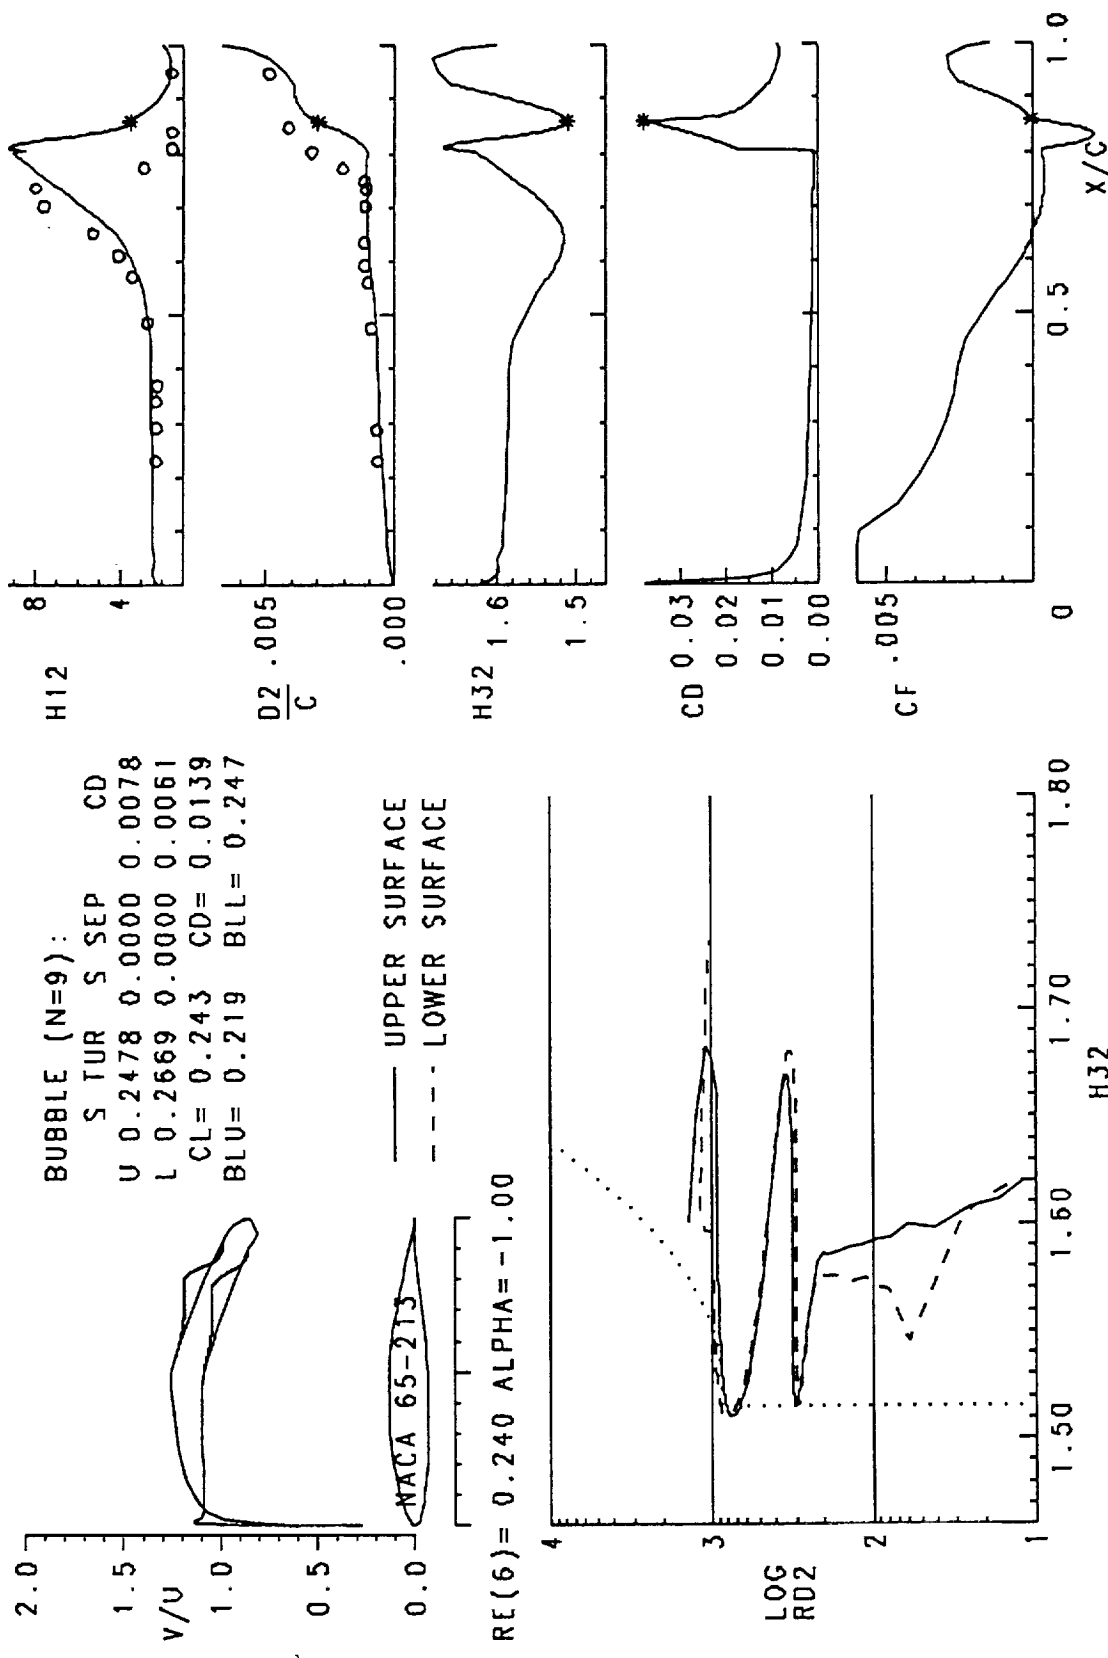 2.0
1.5
V/U
1.0
0.5
0.0
NACA 65-213
RE(6)= 0.240 ALPHA= -1.00
BUBBLE (N=9):
S TUR S SEP CD
U 0.2478 0.0000 0.0078
L 0.2669 0.0000 0.0061
CL= 0.243 CD= 0.0139
BLU= 0.219 BLL= 0.247
UPPER SURFACE
LOWER SURFACE
4
3
LOG
RD2
2
1
1.50
1.60
1.70
1.80
H32
H12
8
4
D2
C
.005
.000
H32
1.6
1.5
CD
0.03
0.02
0.01
0.00
CF
.005
0
0.5
X/C
1.0